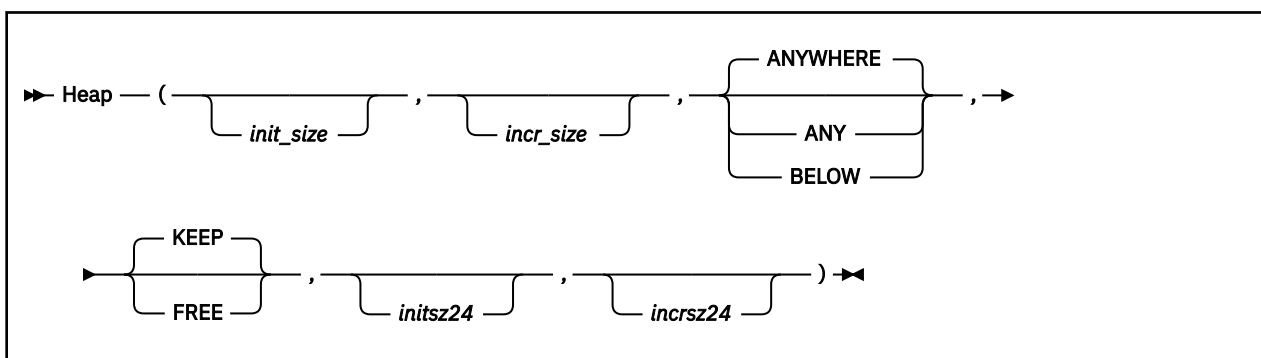 ANYWHERE
Heap ( , , ,
init_size incr_size ANY
BELOW
KEEP
, , )
FREE initsz24 incrsz24